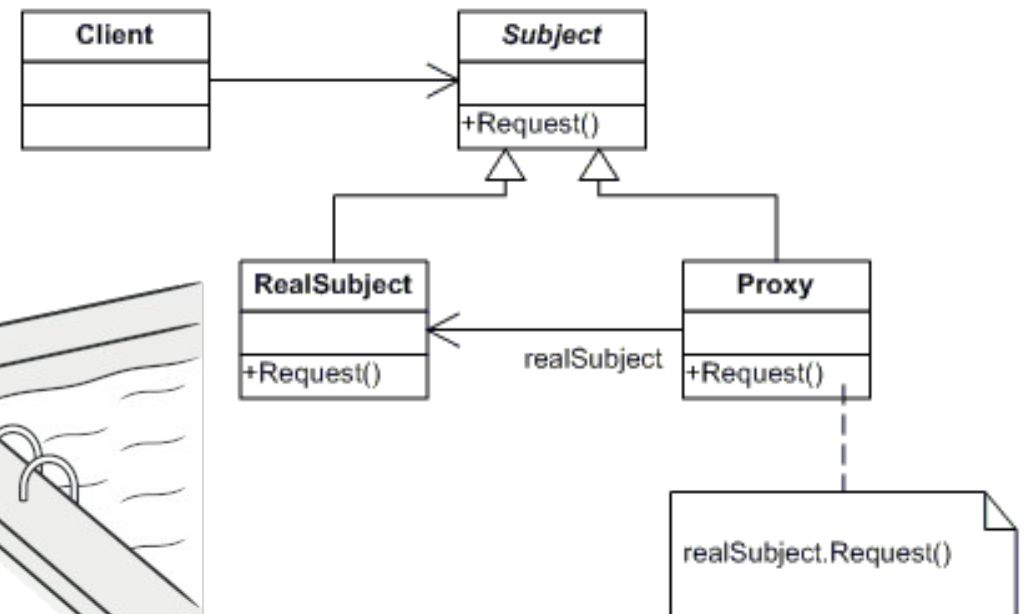 Client
Subject
+Request()
RealSubject
Proxy
realSubject
+Request()
+Request()
realSubject.Request()